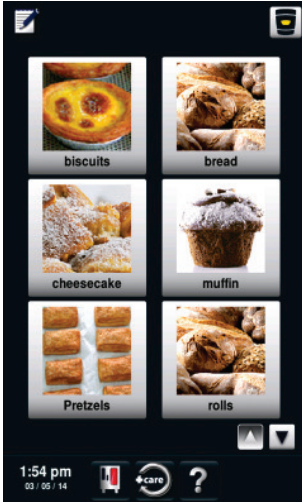 biscuits
bread
cheesecake
muffin
Pretzels
rolls
1:54 pm
03 / 05 / 14
+care
?